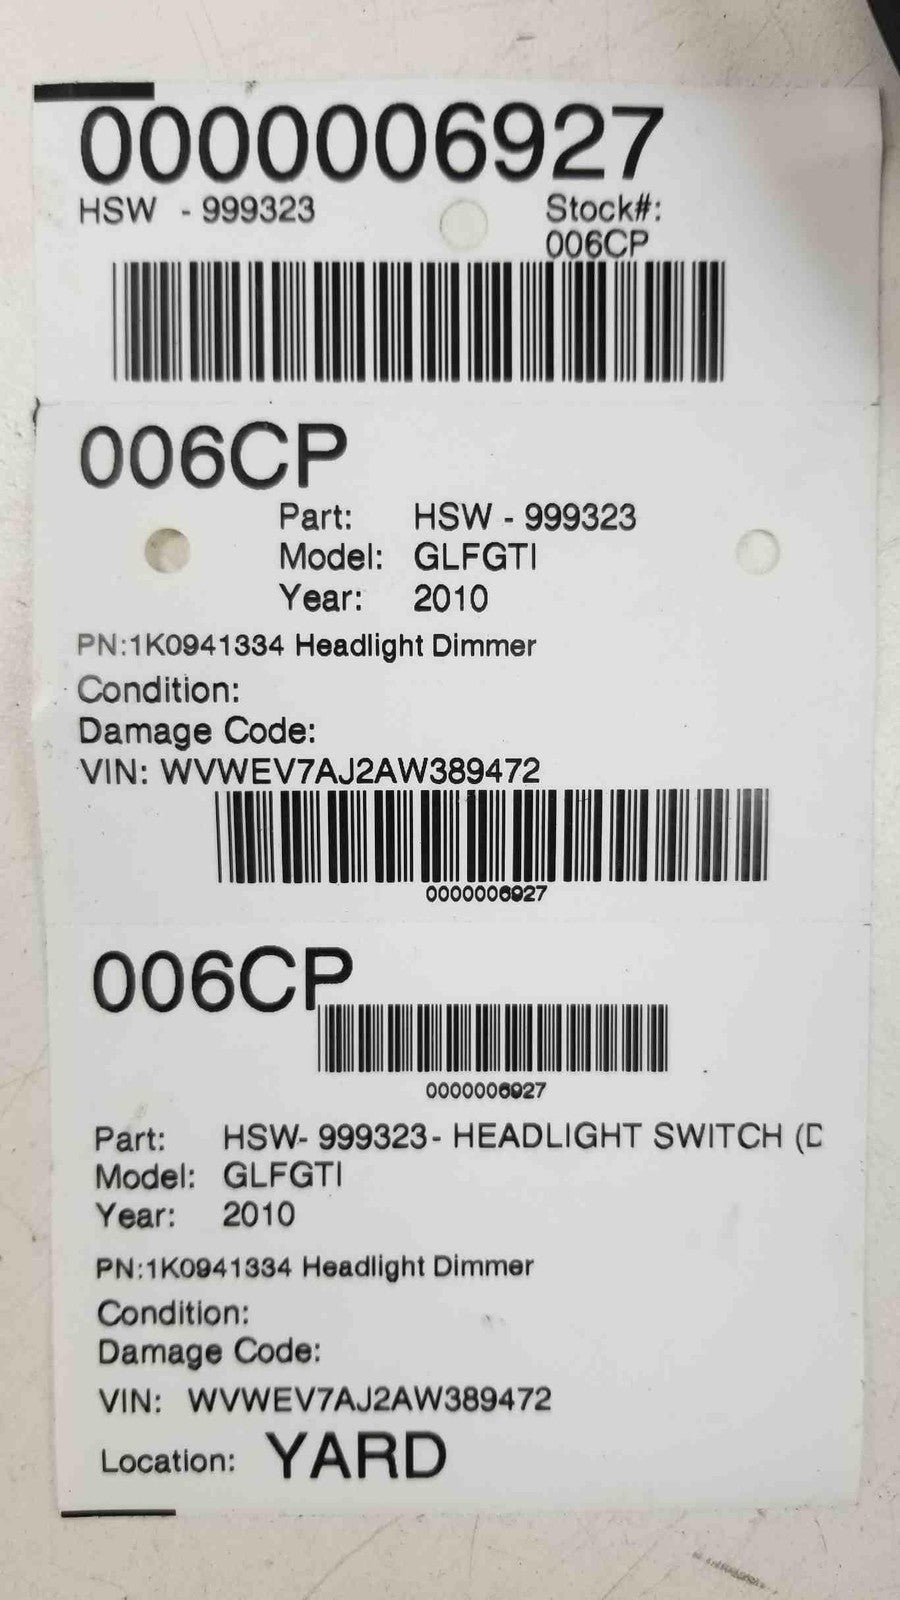 0000006927
HSW - 999323 Stock#:
006CP
006CP
Part: HSW - 999323
Model: GLFGTI
Year: 2010
PN:1K0941334 Headlight Dimmer
Condition:
Damage Code:
VIN: WVWEV7AJ2AW389472
0000006927
006CP
0000006927
Part: HSW- 999323- HEADLIGHT SWITCH (D
Model: GLFGTI
Year: 2010
PN:1K0941334 Headlight Dimmer
Condition:
Damage Code:
VIN: WVWEV7AJ2AW389472
Location: YARD